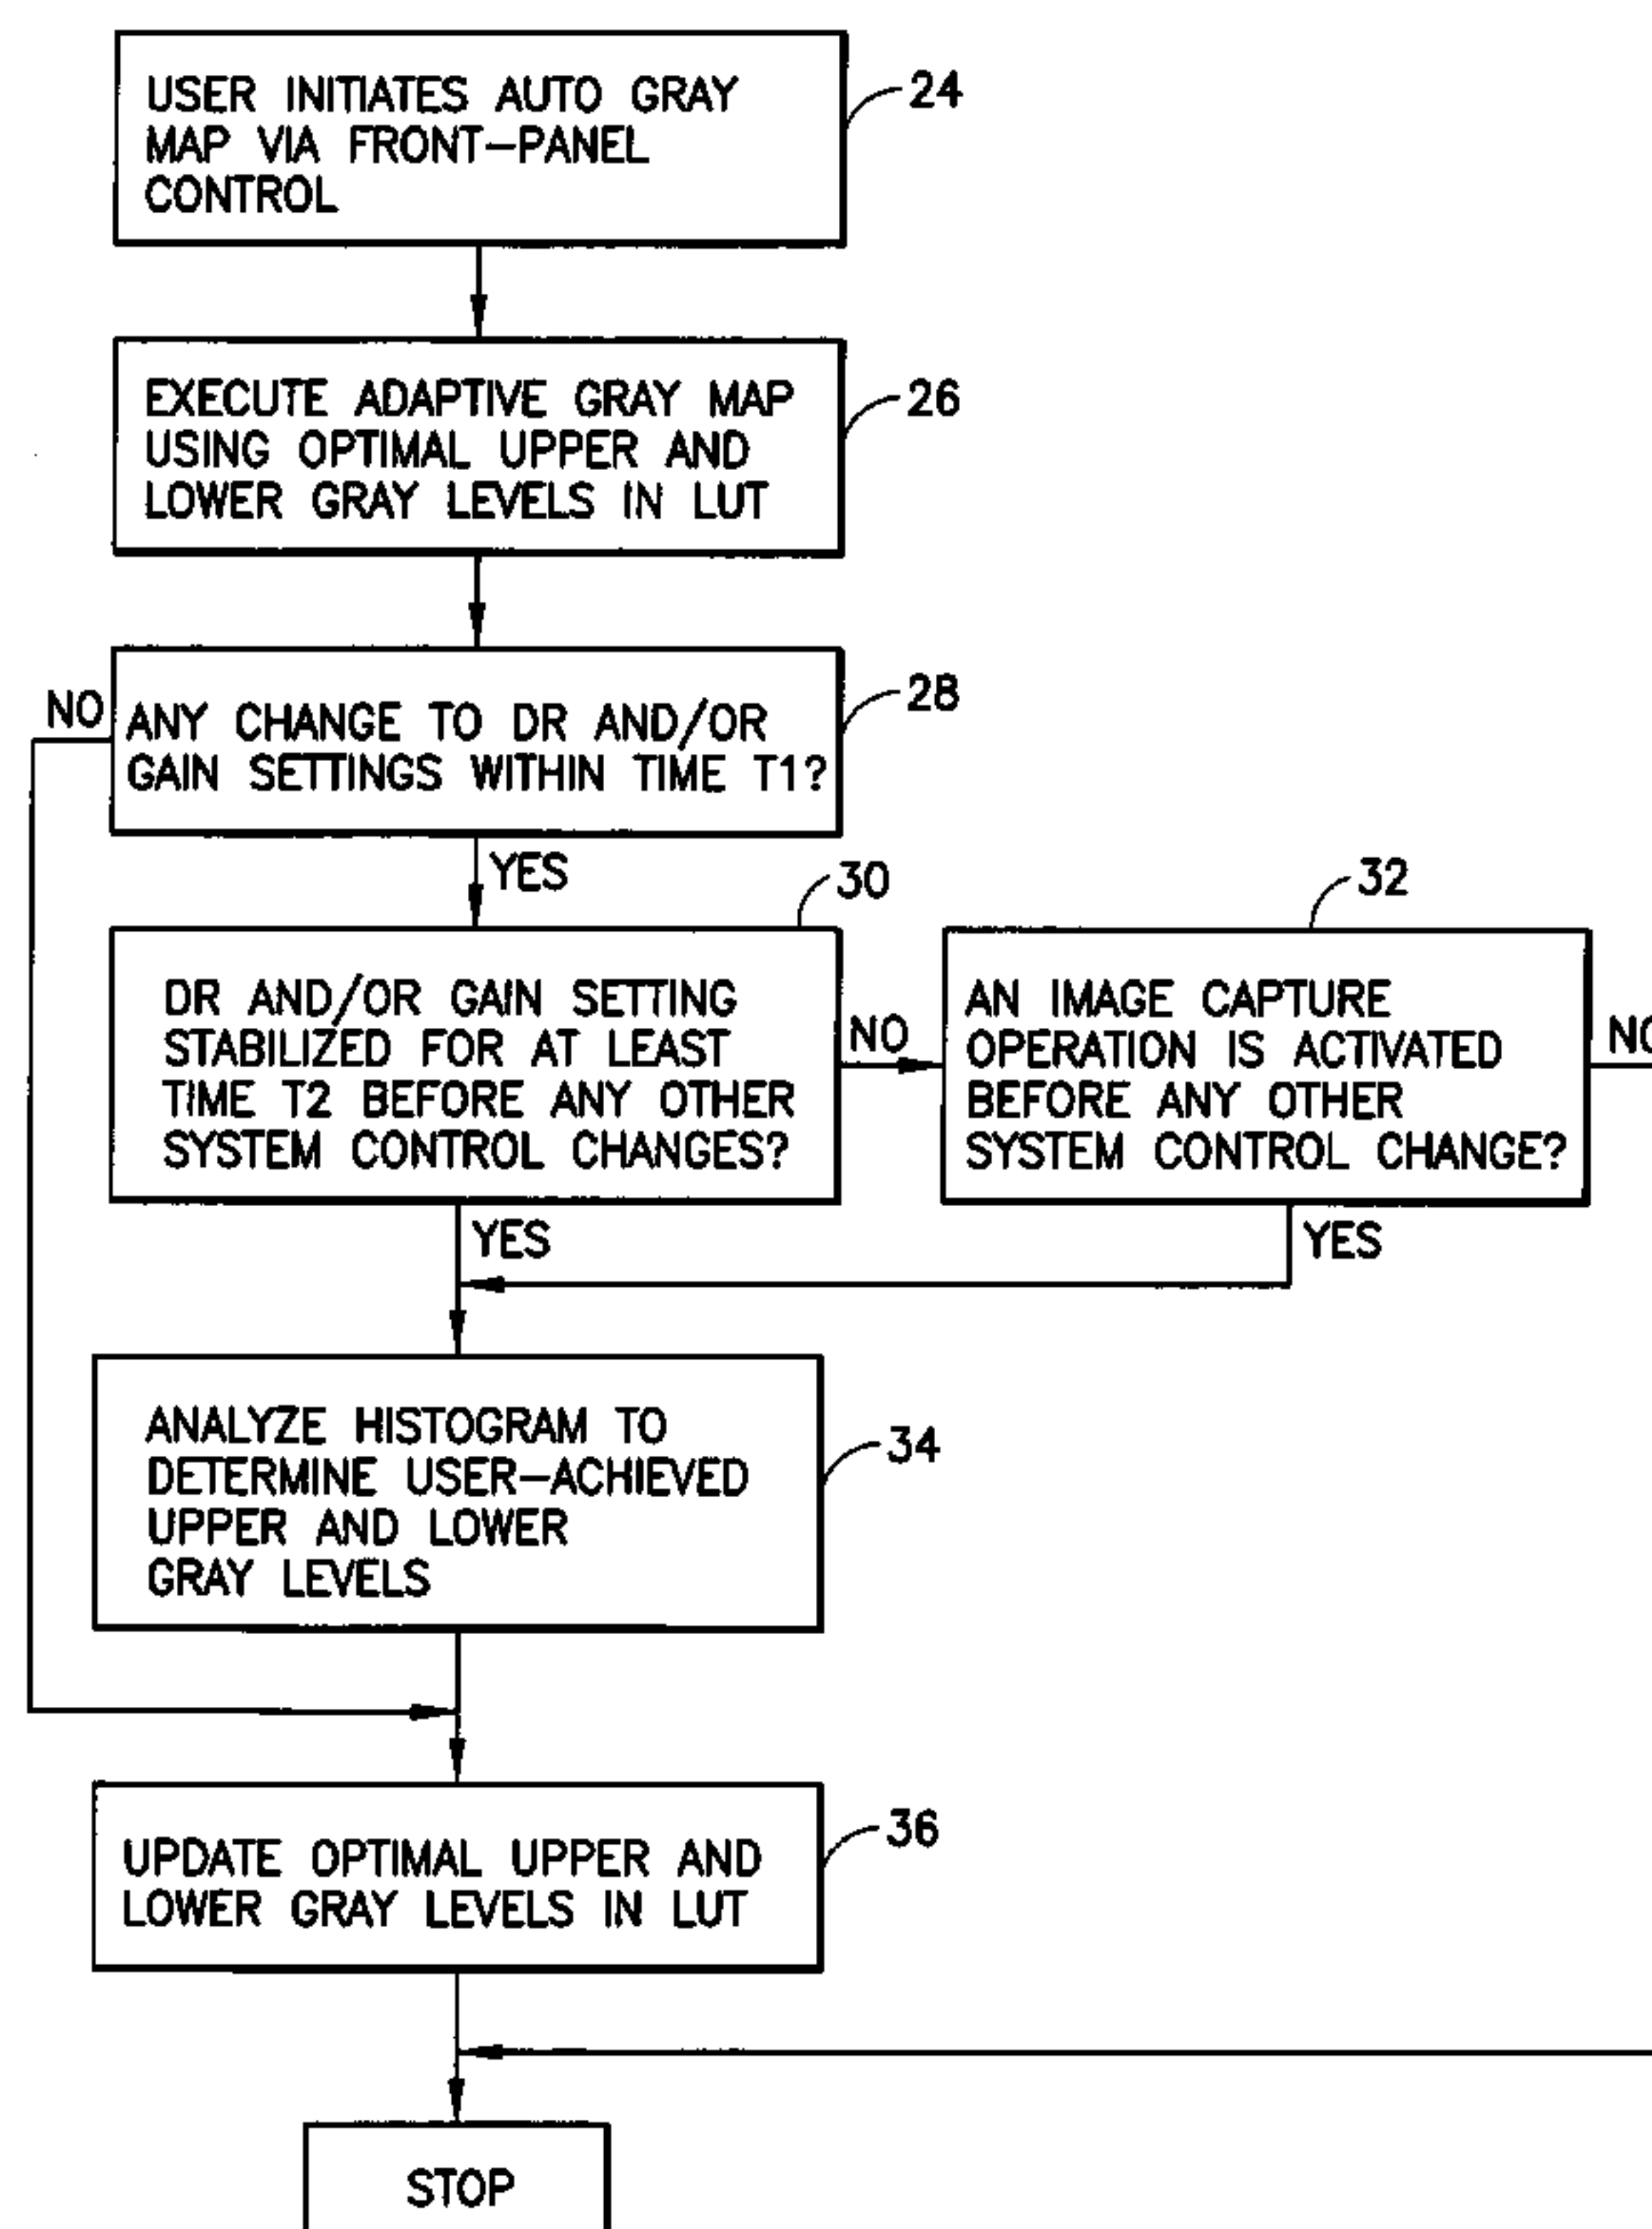 USER INITIATES AUTO GRAY
MAP VIA FRONT-PANEL
CONTROL
24
EXECUTE ADAPTIVE GRAY MAP
USING OPTIMAL UPPER AND
LOWER GRAY LEVELS IN LUT
26
NO
ANY CHANGE TO DR AND/OR
GAIN SETTINGS WITHIN TIME T1?
28
YES
30
DR AND/OR GAIN SETTING
STABILIZED FOR AT LEAST
TIME T2 BEFORE ANY OTHER
SYSTEM CONTROL CHANGES?
NO
32
AN IMAGE CAPTURE
OPERATION IS ACTIVATED
BEFORE ANY OTHER
SYSTEM CONTROL CHANGE?
NO
YES
YES
ANALYZE HISTOGRAM TO
DETERMINE USER-ACHIEVED
UPPER AND LOWER
GRAY LEVELS
34
UPDATE OPTIMAL UPPER AND
LOWER GRAY LEVELS IN LUT
36
STOP